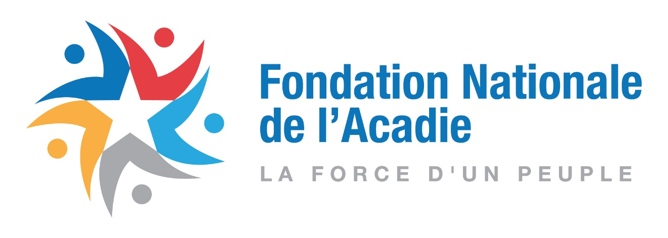 Fondation Nationale
de l'Acadie
LA FORCE D'UN PEUPLE